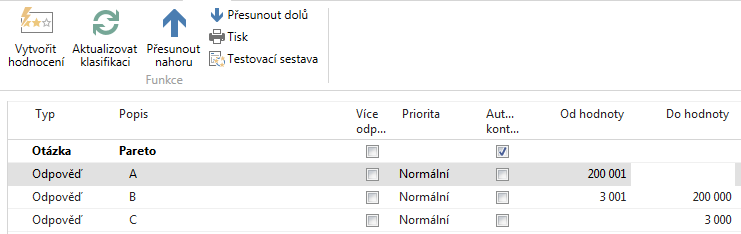 Vytvořit hodnocení
Aktualizovat klasifikaci
Přesunout nahoru
Přesunout dolů
Tisk
Testovací sestava
Funkce
Typ Popis Více odp... Priorita Aut... kont... Od hodnoty Do hodnoty
Otázka Pareto
Odpověď A Normální 200 001
Odpověď B Normální 3 001 200 000
Odpověď C 3 000